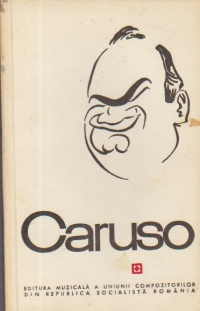 Caruso
EDITURA MUZICALĂ A UNIUNII COMPOZITORILOR
DIN REPUBLICA SOCIALISTĂ ROMÂNIA